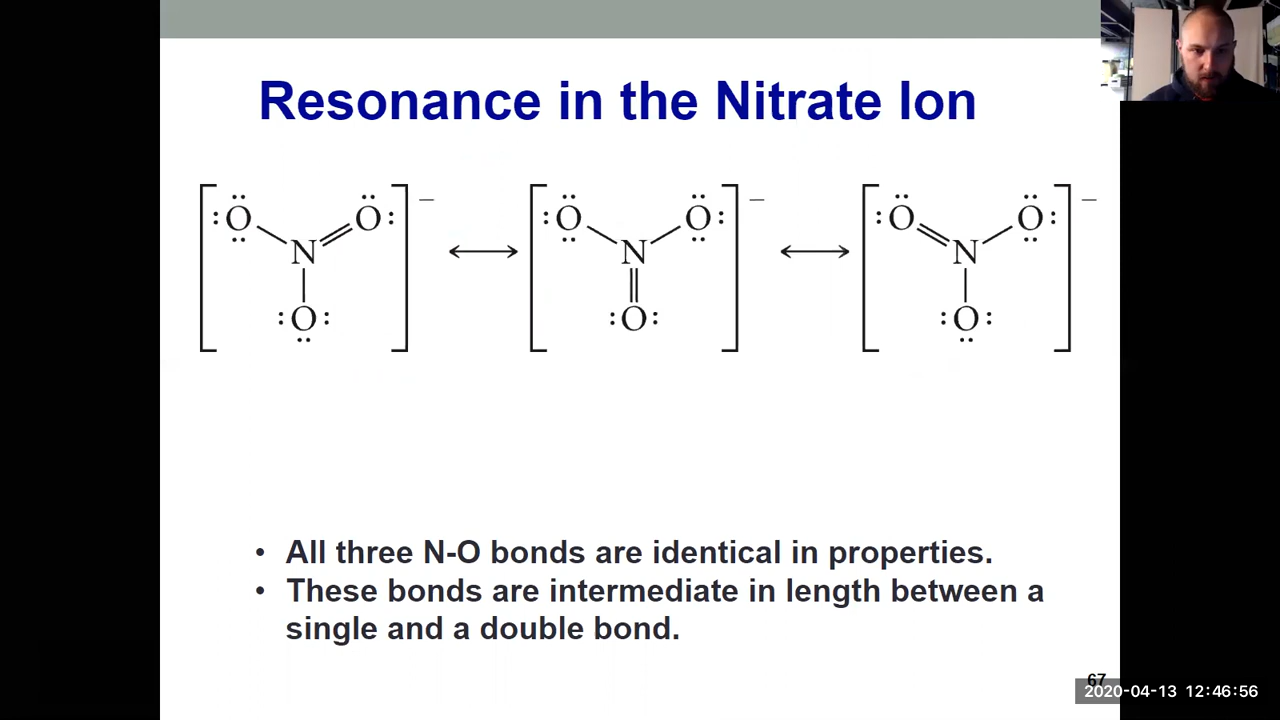 Resonance in the Nitrate Ion
[:O N O: O:]− ↔ [:O N O: O:]− ↔ [:O N O: O:]−
• All three N-O bonds are identical in properties.
• These bonds are intermediate in length between a
single and a double bond.
67
2020-04-13 12:46:56